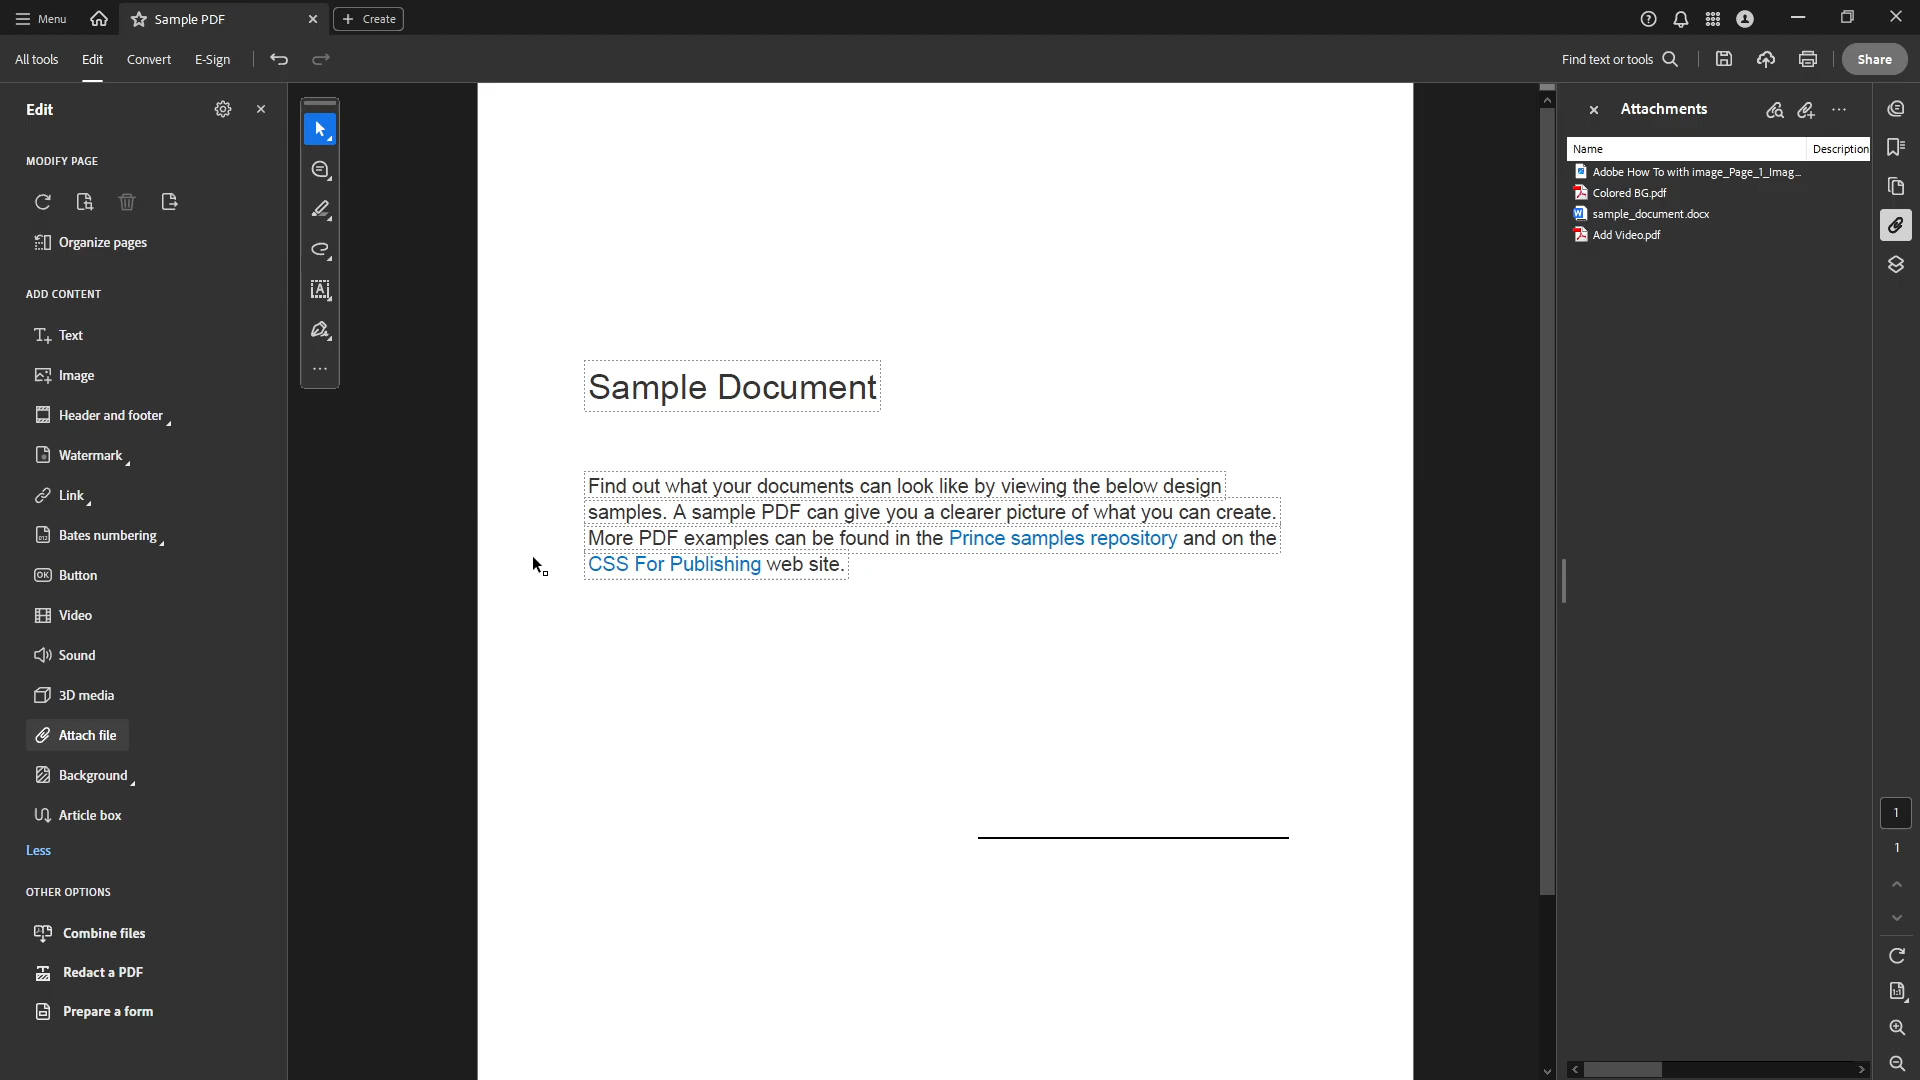 Menu
Sample PDF
Create
All tools
Edit
Convert
E-Sign
Find text or tools
Share
Edit
MODIFY PAGE
Organize pages
ADD CONTENT
Text
Image
Header and footer
Watermark
Link
Bates numbering
Button
Video
Sound
3D media
Attach file
Background
Article box
Less
OTHER OPTIONS
Combine files
Redact a PDF
Prepare a form
Sample Document
Find out what your documents can look like by viewing the below design
samples. A sample PDF can give you a clearer picture of what you can create.
More PDF examples can be found in the Prince samples repository and on the
CSS For Publishing web site.
Attachments
Name Description
Adobe How To with image_Page_1_Imag...
Colored BG.pdf
sample_document.docx
Add Video.pdf
1
1